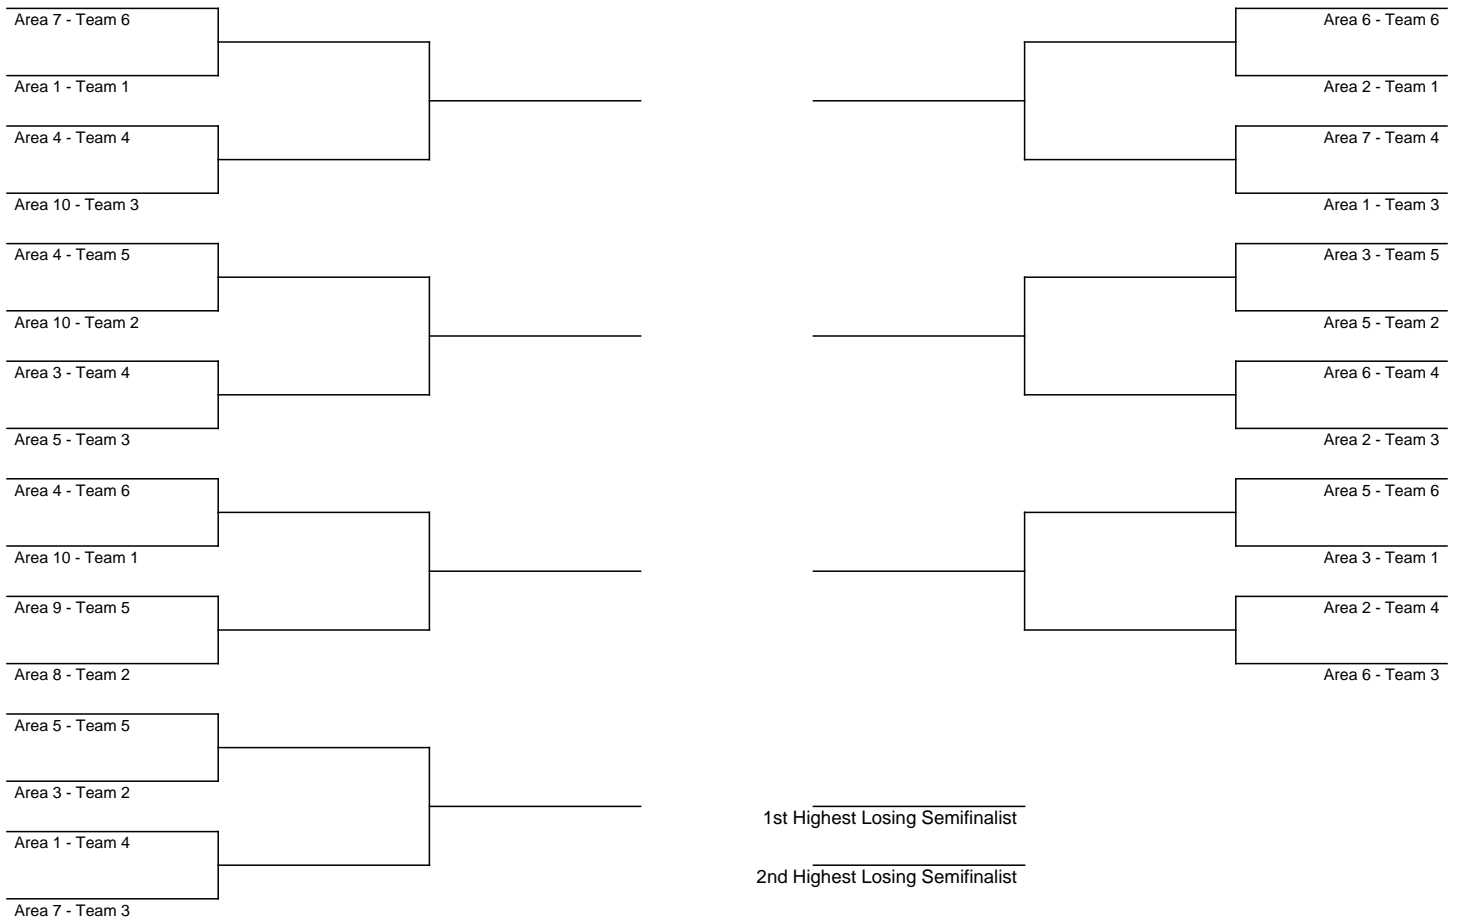 Area 7 - Team 6
Area 1 - Team 1
Area 4 - Team 4
Area 10 - Team 3
Area 4 - Team 5
Area 10 - Team 2
Area 3 - Team 4
Area 5 - Team 3
Area 4 - Team 6
Area 10 - Team 1
Area 9 - Team 5
Area 8 - Team 2
Area 5 - Team 5
Area 3 - Team 2
Area 1 - Team 4
Area 7 - Team 3
Area 6 - Team 6
Area 2 - Team 1
Area 7 - Team 4
Area 1 - Team 3
Area 3 - Team 5
Area 5 - Team 2
Area 6 - Team 4
Area 2 - Team 3
Area 5 - Team 6
Area 3 - Team 1
Area 2 - Team 4
Area 6 - Team 3
1st Highest Losing Semifinalist
2nd Highest Losing Semifinalist